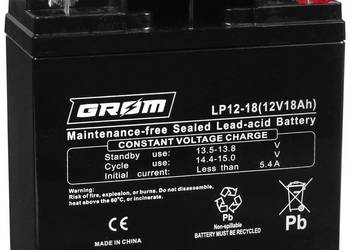 MADE IN CHINA
GROM
LP12-18(12V18Ah)
Maintenance-free Sealed Lead-acid Battery
CONSTANT VOLTAGE CHARGE
Standby use: 13.5-13.8 V
Cycle use: 14.4-15.0 V
Initial current: Less than 5.4A
Warning:
Risk of fire, explosion, or burns. Do not disassemble,
heat above the 60°C, or incinerate.
CE
Pb
Non-spillable
BATTERY MUST BE RECYCLED
Pb